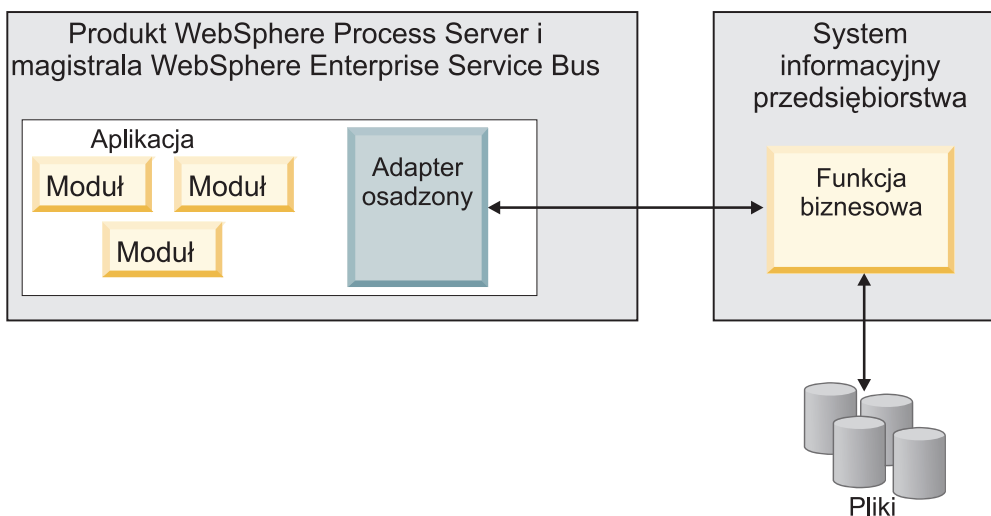 Produkt WebSphere Process Server i
magistrala WebSphere Enterprise Service Bus
Aplikacja
Moduł
Moduł
Moduł
Adapter
osadzony
System
informacyjny
przedsiębiorstwa
Funkcja
biznesowa
Pliki